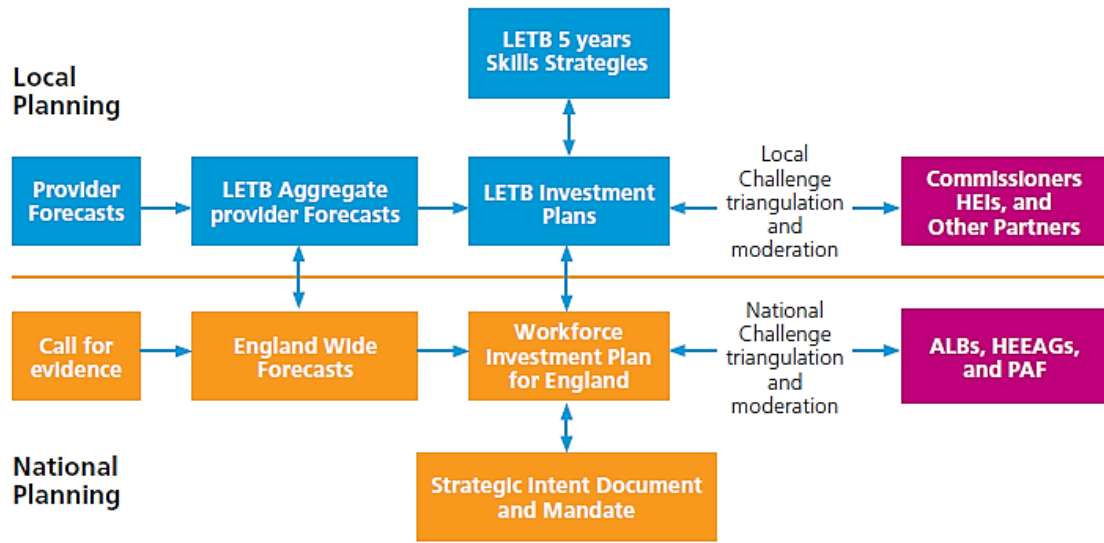 LETB 5 years
Skills Strategies
Local
Planning
Provider
Forecasts
LETB Aggregate
provider Forecasts
LETB Investment
Plans
Local
Challenge
triangulation
and
moderation
Commissioners
HEIs, and
Other Partners
Call for
evidence
England Wide
Forecasts
Workforce
Investment Plan
for England
National
Challenge
triangulation
and
moderation
ALBs, HEEAGs,
and PAF
National
Planning
Strategic Intent Document
and Mandate